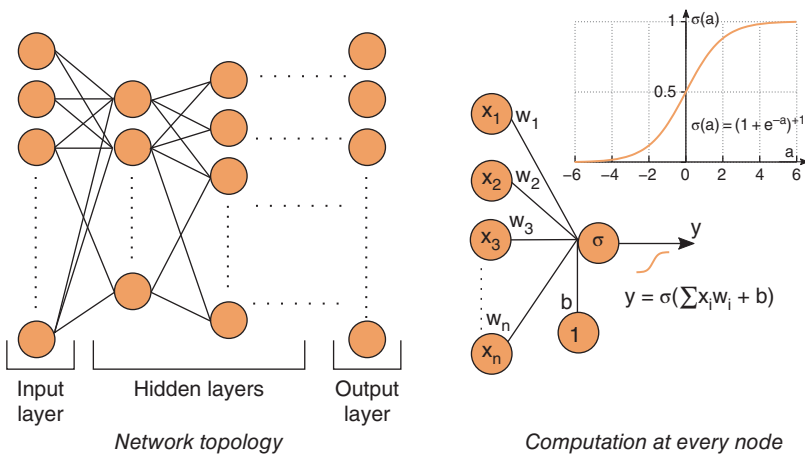 Input
layer
Hidden layers
Output
layer
Network topology
σ(a)
1
0.5
σ(a) = (1 + e⁻ᵃ)⁺¹
a
−6 −4 −2 0 2 4 6
x₁
w₁
x₂
w₂
x₃
w₃
σ
y
y = σ(∑xᵢwᵢ + b)
b
wₙ
xₙ
1
Computation at every node